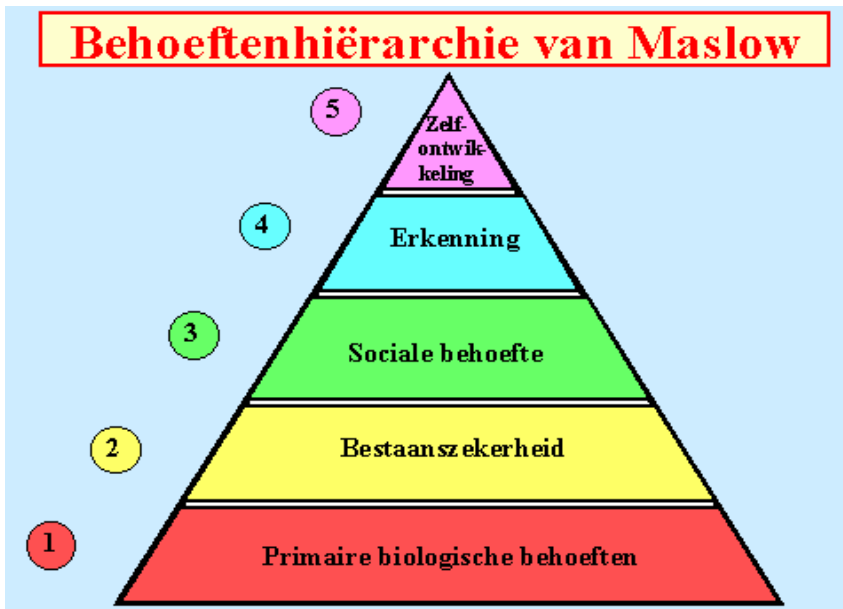 Behoeftenhiërarchie van Maslow
5
Zelf-
ontwik-
keling
4
Erkenning
3
Sociale behoefte
2
Bestaanszekerheid
1
Primaire biologische behoeften